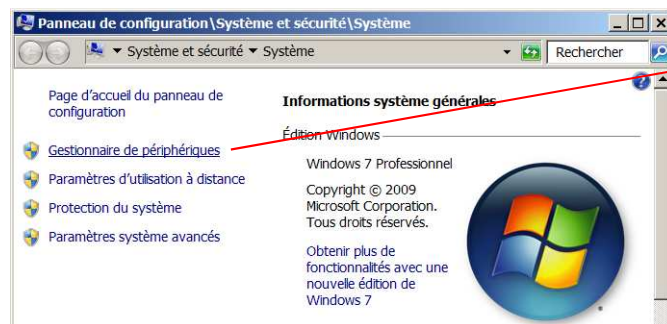 Panneau de configuration\Système et sécurité\Système
Système et sécurité Système
Rechercher
Page d'accueil du panneau de
configuration
Gestionnaire de périphériques
Paramètres d'utilisation à distance
Protection du système
Paramètres système avancés
Informations système générales
Édition Windows
Windows 7 Professionnel
Copyright © 2009
Microsoft Corporation.
Tous droits réservés.
Obtenir plus de
fonctionnalités avec une
nouvelle édition de
Windows 7